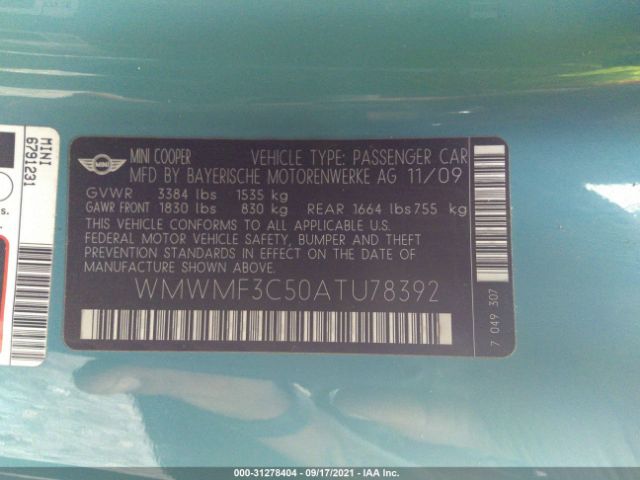 MINI
MINI COOPER VEHICLE TYPE: PASSENGER CAR
MFD BY BAYERISCHE MOTORENWERKE AG 11/09
GVWR 3384 lbs 1535 kg
GAWR FRONT 1830 lbs 830 kg REAR 1664 lbs 755 kg
THIS VEHICLE CONFORMS TO ALL APPLICABLE U.S.
FEDERAL MOTOR VEHICLE SAFETY, BUMPER AND THEFT
PREVENTION STANDARDS IN EFFECT ON THE DATE OF
MANUFACTURE SHOWN ABOVE.
WMWMF3C50ATU78392
7 049 307
MINI
6791231
s.
000-31278404 - 09/17/2021 - IAA Inc.